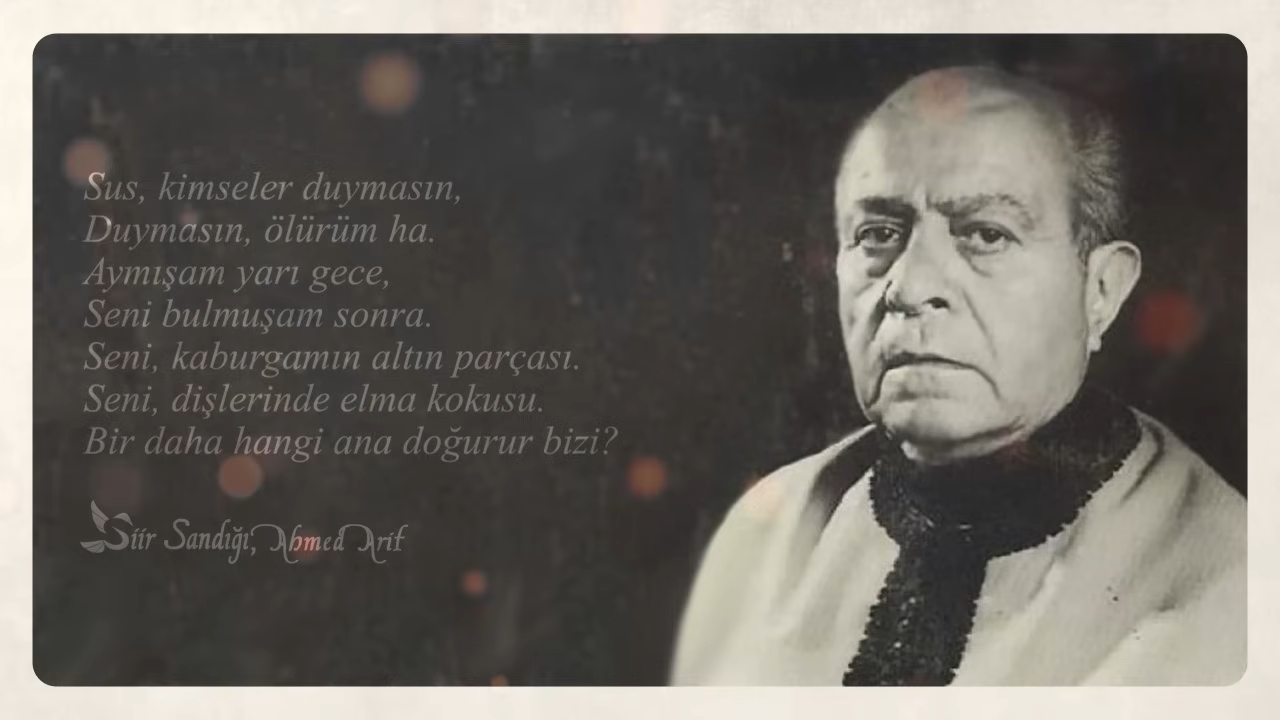 Sus, kimseler duymasın,
Duymasın, ölürüm ha.
Aymışam yarı gece,
Seni bulmuşam sonra.
Seni, kaburgamın altın parçası.
Seni, dişlerinde elma kokusu.
Bir daha hangi ana doğurur bizi?
Şiir Sandığı, Ahmed Arif